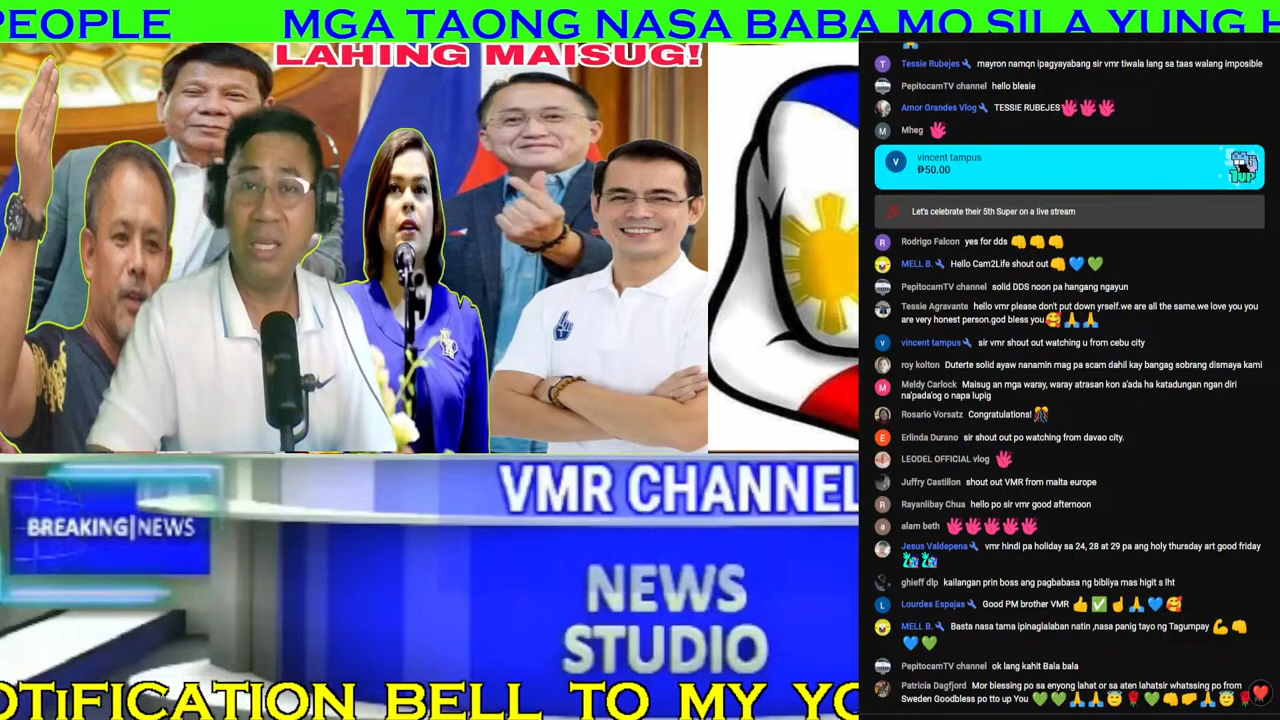 PEOPLE MGA TAONG NASA BABA MO SILA YUNG H
LAHING MAISUG!
BREAKING|NEWS
VMR CHANNEL
NEWS
STUDIO
OTIFICATION BELL TO MY YO
Tessie Rubejes mayron namqn ipagyayabang sir vmr tiwala lang sa taas walang imposible
PepitocamTV channel hello blesie
Amor Grandes Vlog TESSIE RUBEJES
M Mheg
V vincent tampus
₱50.00
1UP
Let's celebrate their 5th Super on a live stream
R Rodrigo Falcon yes for dds
MELL B. Hello Cam2Life shout out
PepitocamTV channel solid DDS noon pa hangang ngayun
Tessie Agravante hello vmr please don't put down yrself.we are all the same.we love you you
are very honest person.god bless you
V vincent tampus sir vmr shout out watching u from cebu city
roy kolton Duterte solid ayaw nanamin mag pa scam dahil kay bangag sobrang dismaya kami
M Meldy Carlock Maisug an mga waray, waray atrasan kon a'ada ha katadungan ngan diri
na'pada'og o napa lupig
Rosario Vorsatz Congratulations!
E Erlinda Durano sir shout out po watching from davao city.
LEODEL OFFICIAL vlog
Juffry Castillon shout out VMR from malta europe
R Rayanlibay Chua hello po sir vmr good afternoon
a alam beth
Jesus Valdepena vmr hindi pa holiday sa 24, 28 at 29 pa ang holy thursday art good friday
ghieff dlp kailangan prin boss ang pagbabasa ng bibliya mas higit s lht
L Lourdes Espajas Good PM brother VMR
MELL B. Basta nasa tama ipinaglalaban natin ,nasa panig tayo ng Tagumpay
PepitocamTV channel ok lang kahit Bala bala
Patricia Dagfjord Mor blessing po sa enyong lahat or sa aten lahatsir whatssing po from
Sweden Goodbless po tto up You